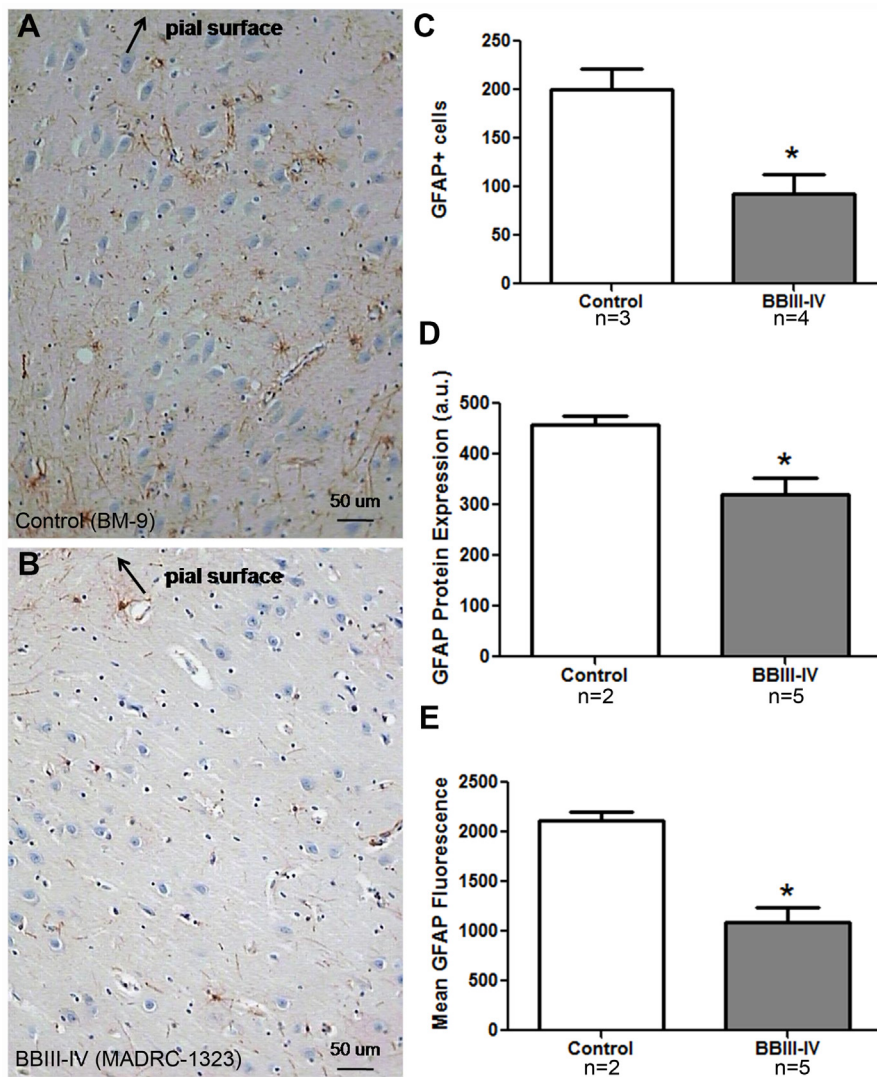 A
pial surface
50 um
Control (BM-9)
B
pial surface
50 um
BBIII-IV (MADRC-1323)
C
GFAP+ cells
250
200
150
100
50
0
Control
n=3
BBIII-IV
n=4
*
D
GFAP Protein Expression (a.u.)
500
400
300
200
100
0
Control
n=2
BBIII-IV
n=5
*
E
Mean GFAP Fluorescence
2500
2000
1500
1000
500
0
Control
n=2
BBIII-IV
n=5
*